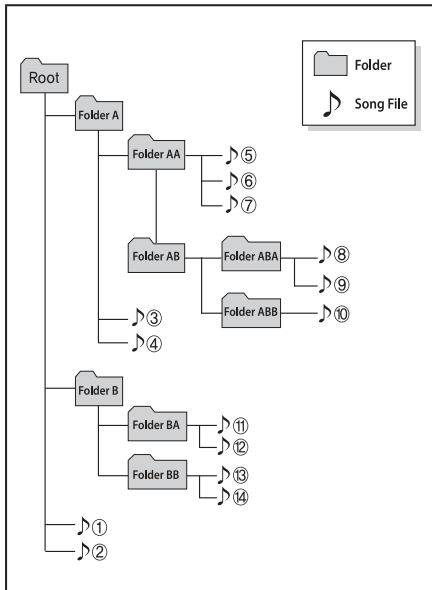 Root
Folder
Song File
Folder A
Folder AA
⑤
⑥
⑦
Folder AB
Folder ABA
⑧
⑨
Folder ABB
⑩
③
④
Folder B
Folder BA
⑪
⑫
Folder BB
⑬
⑭
①
②